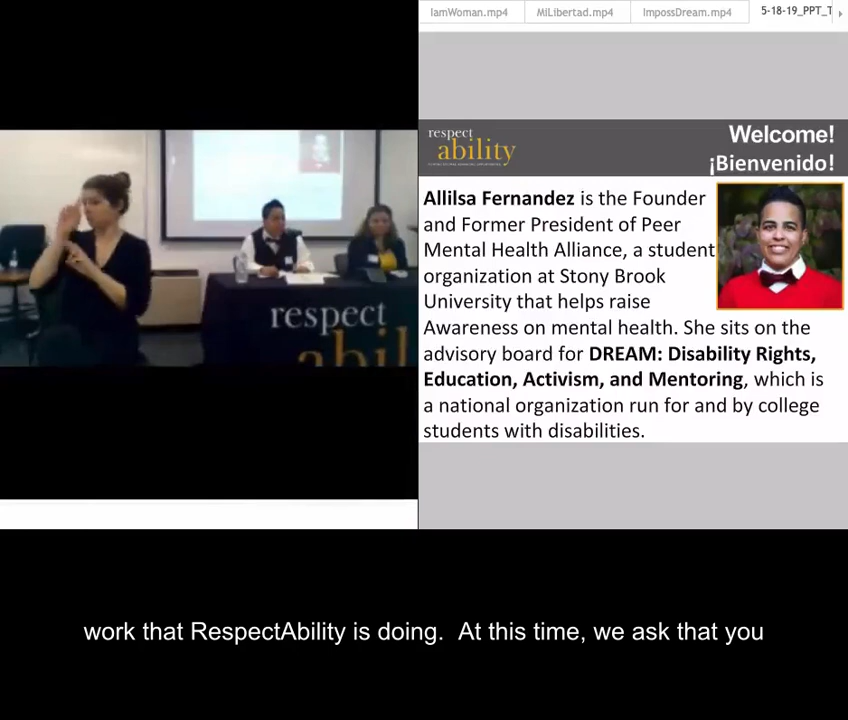 IamWoman.mp4
MiLibertad.mp4
ImpossDream.mp4
5-18-19_PPT_T
respect
ability
Welcome!
¡Bienvenido!
Allilsa Fernandez is the Founder
and Former President of Peer
Mental Health Alliance, a student
organization at Stony Brook
University that helps raise
Awareness on mental health. She sits on the
advisory board for DREAM: Disability Rights,
Education, Activism, and Mentoring, which is
a national organization run for and by college
students with disabilities.
respect
abil
work that RespectAbility is doing.  At this time, we ask that you